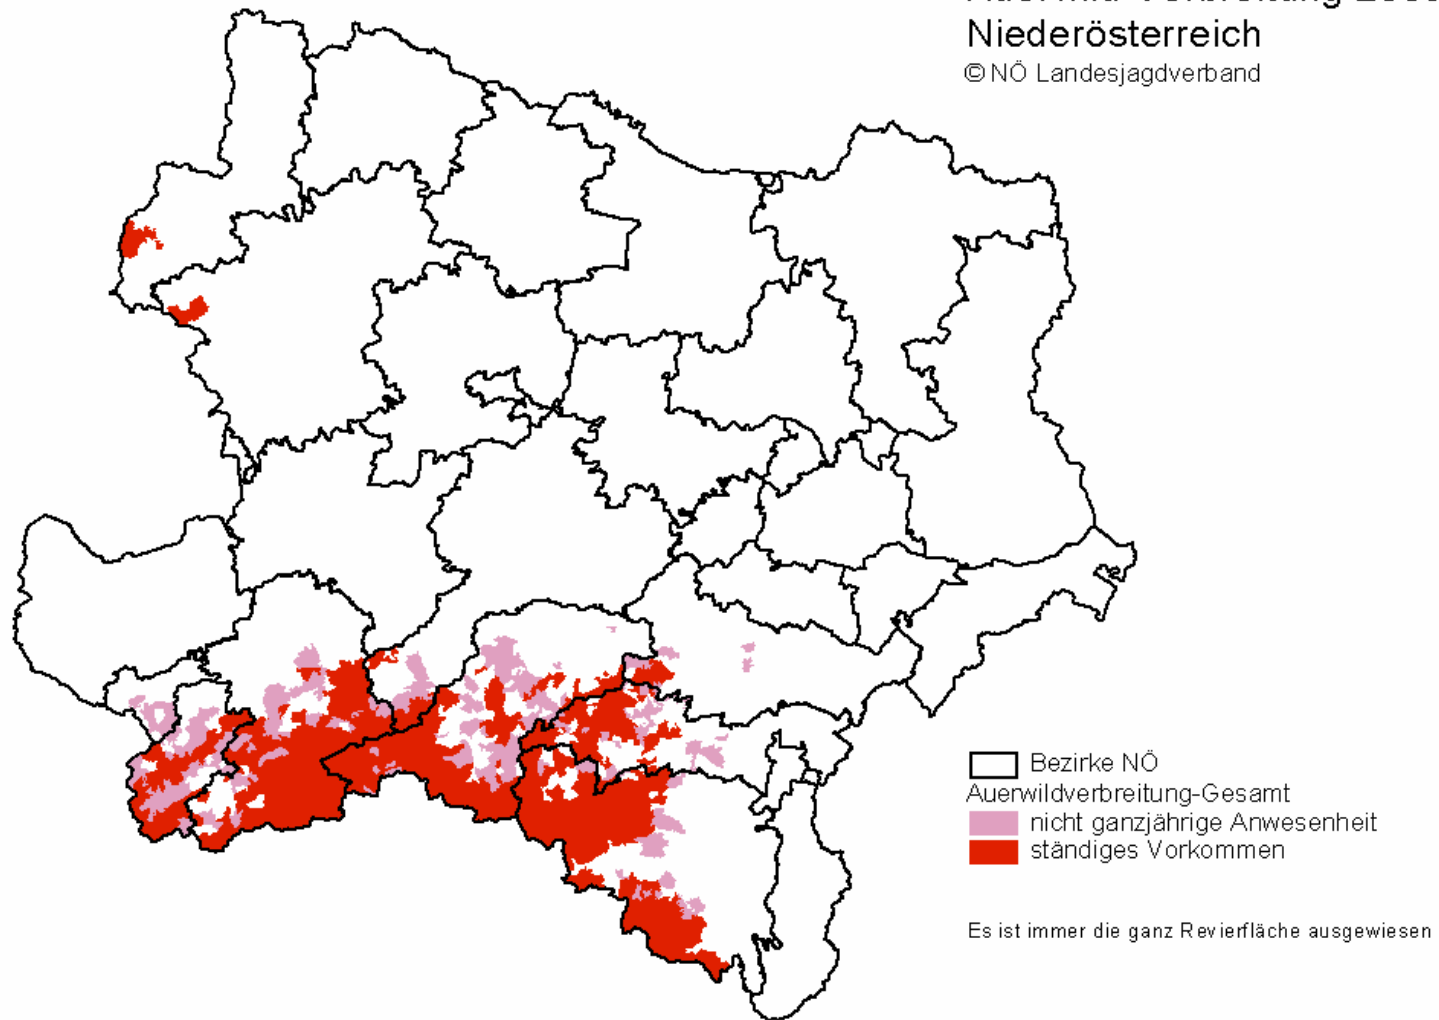 Niederösterreich
© NÖ Landesjagdverband
Bezirke NÖ
Auerwildverbreitung-Gesamt
nicht ganzjährige Anwesenheit
ständiges Vorkommen
Es ist immer die ganz Revierfläche ausgewiesen